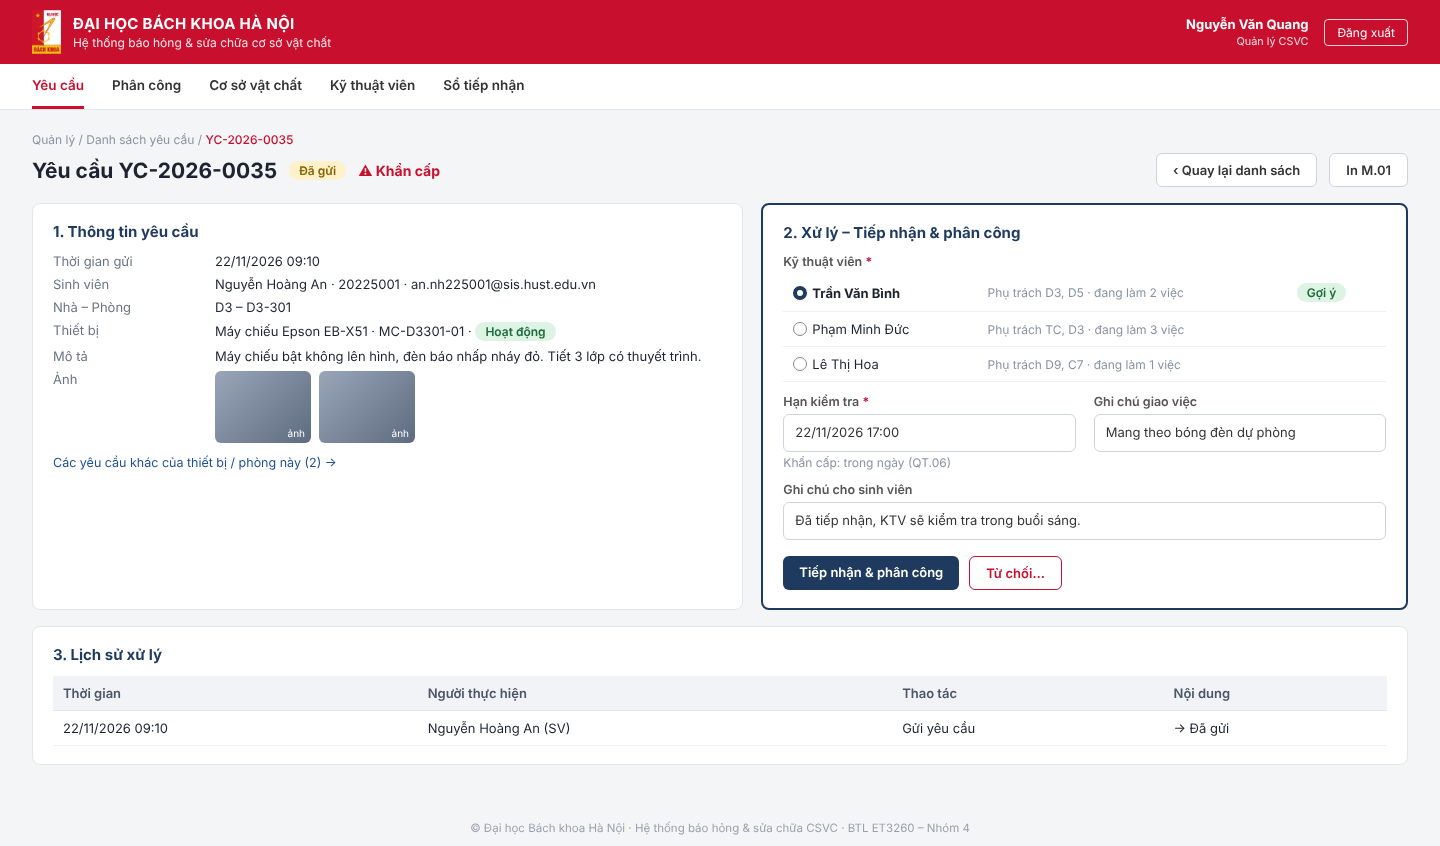 ĐẠI HỌC BÁCH KHOA HÀ NỘI
Hệ thống báo hỏng & sửa chữa cơ sở vật chất
BÁCH KHOA
Nguyễn Văn Quang
Quản lý CSVC
Đăng xuất
Yêu cầu
Phân công
Cơ sở vật chất
Kỹ thuật viên
Sổ tiếp nhận
Quản lý / Danh sách yêu cầu / YC-2026-0035
Yêu cầu YC-2026-0035
Đã gửi
⚠ Khẩn cấp
‹ Quay lại danh sách
In M.01
1. Thông tin yêu cầu
Thời gian gửi 22/11/2026 09:10
Sinh viên Nguyễn Hoàng An · 20225001 · an.nh225001@sis.hust.edu.vn
Nhà – Phòng D3 – D3-301
Thiết bị Máy chiếu Epson EB-X51 · MC-D3301-01 · Hoạt động
Mô tả Máy chiếu bật không lên hình, đèn báo nhấp nháy đỏ. Tiết 3 lớp có thuyết trình.
Ảnh
ảnh
ảnh
Các yêu cầu khác của thiết bị / phòng này (2) →
2. Xử lý – Tiếp nhận & phân công
Kỹ thuật viên *
Trần Văn Bình Phụ trách D3, D5 · đang làm 2 việc Gợi ý
Phạm Minh Đức Phụ trách TC, D3 · đang làm 3 việc
Lê Thị Hoa Phụ trách D9, C7 · đang làm 1 việc
Hạn kiểm tra *
22/11/2026 17:00
Khẩn cấp: trong ngày (QT.06)
Ghi chú giao việc
Mang theo bóng đèn dự phòng
Ghi chú cho sinh viên
Đã tiếp nhận, KTV sẽ kiểm tra trong buổi sáng.
Tiếp nhận & phân công
Từ chối...
3. Lịch sử xử lý
Thời gian Người thực hiện Thao tác Nội dung
22/11/2026 09:10 Nguyễn Hoàng An (SV) Gửi yêu cầu → Đã gửi
© Đại học Bách khoa Hà Nội · Hệ thống báo hỏng & sửa chữa CSVC · BTL ET3260 – Nhóm 4